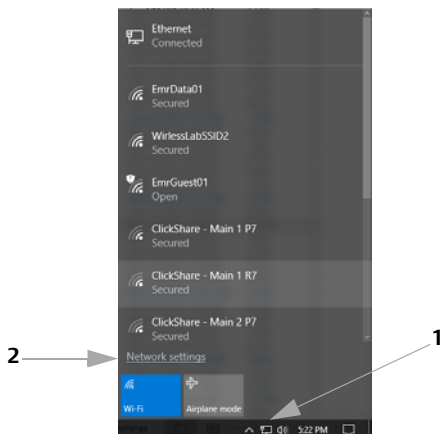 Ethernet
Connected
EmrData01
Secured
WirlessLabSSID2
Secured
EmrGuest01
Open
ClickShare - Main 1 P7
Secured
ClickShare - Main 1 R7
Secured
ClickShare - Main 2 P7
Secured
2
Network settings
1
Wi-Fi
Airplane mode
5:22 PM